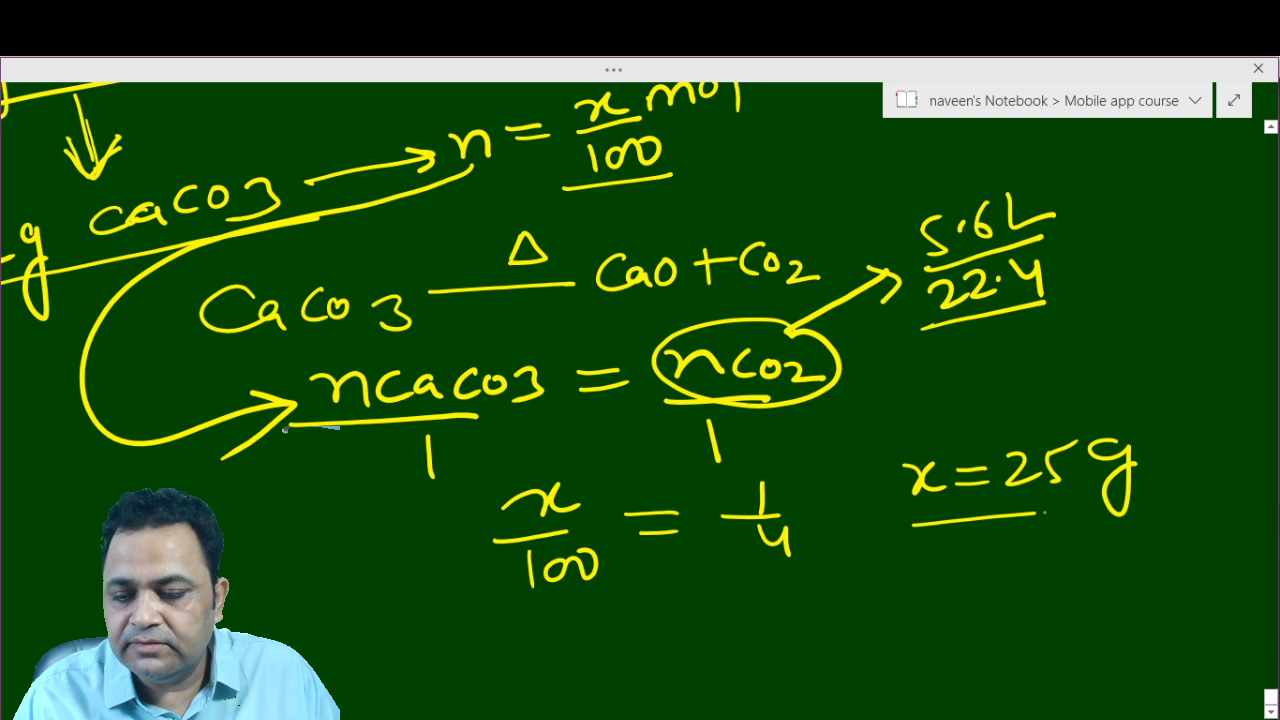 naveen's Notebook > Mobile app course
n = x/100 mol
g CaCO3
CaCO3 Δ CaO + CO2
5.6L/22.4
nCaCO3/1 = nCO2/1
x/100 = 1/4
x = 25 g